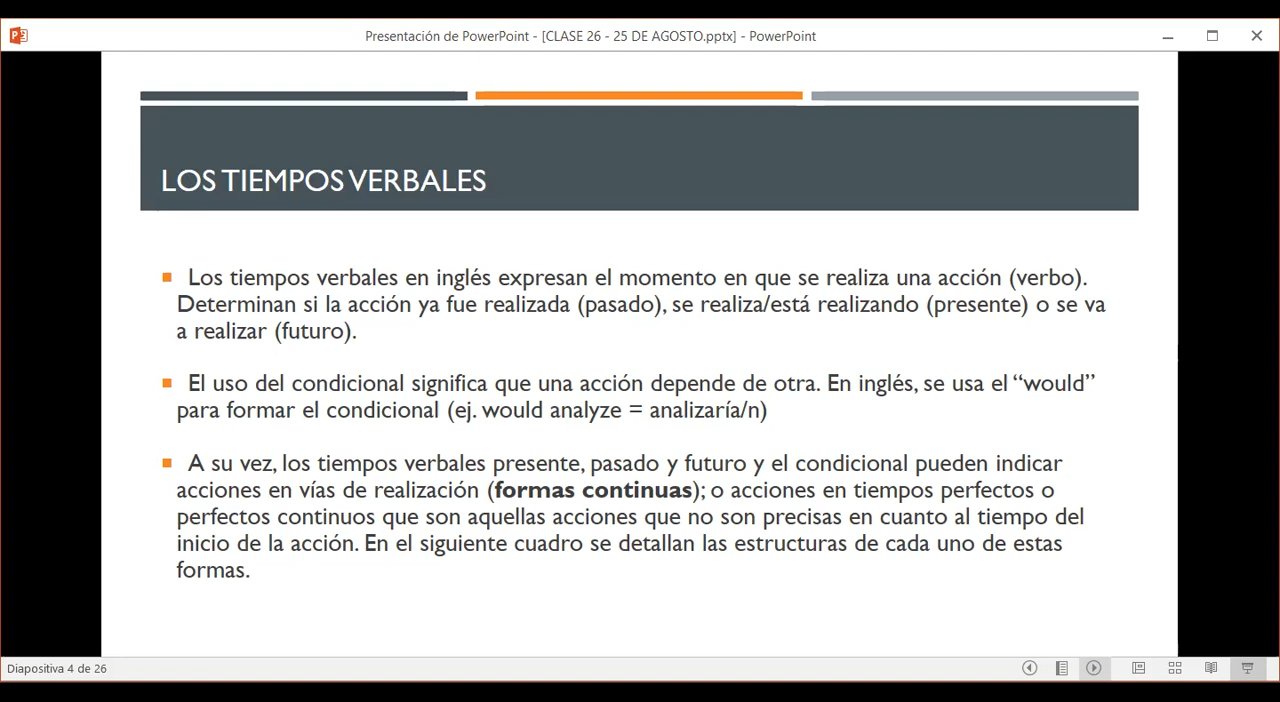 Presentación de PowerPoint - [CLASE 26 - 25 DE AGOSTO.pptx] - PowerPoint
LOS TIEMPOS VERBALES
Los tiempos verbales en inglés expresan el momento en que se realiza una acción (verbo).
Determinan si la acción ya fue realizada (pasado), se realiza/está realizando (presente) o se va
a realizar (futuro).
El uso del condicional significa que una acción depende de otra. En inglés, se usa el “would”
para formar el condicional (ej. would analyze = analizaría/n)
A su vez, los tiempos verbales presente, pasado y futuro y el condicional pueden indicar
acciones en vías de realización (formas continuas); o acciones en tiempos perfectos o
perfectos continuos que son aquellas acciones que no son precisas en cuanto al tiempo del
inicio de la acción. En el siguiente cuadro se detallan las estructuras de cada uno de estas
formas.
Diapositiva 4 de 26